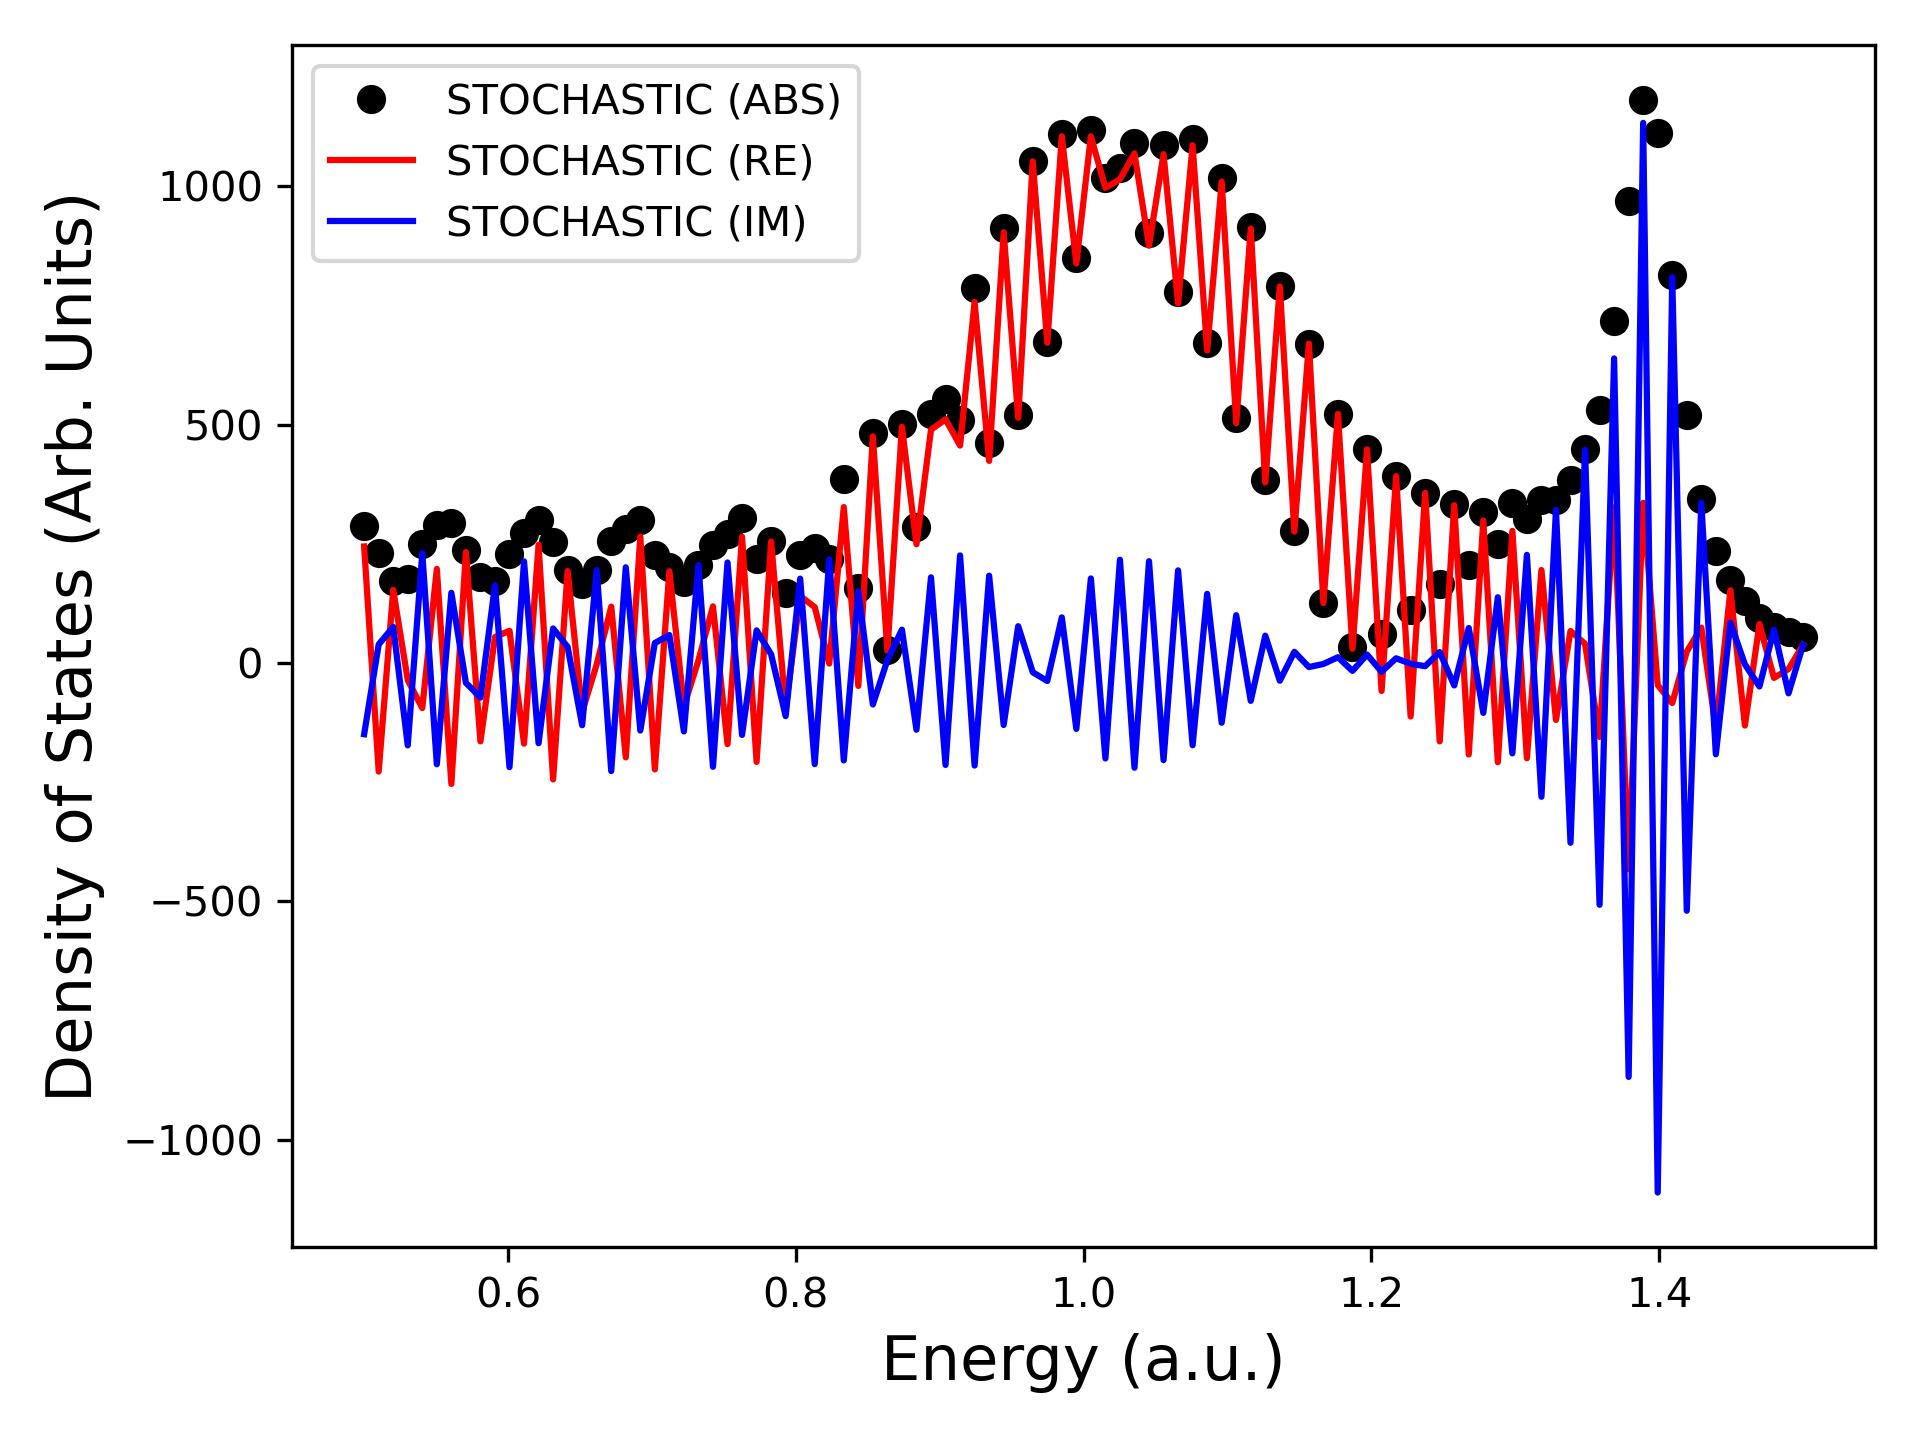 STOCHASTIC (ABS)
STOCHASTIC (RE)
STOCHASTIC (IM)
1000
500
0
−500
−1000
Density of States (Arb. Units)
0.6 0.8 1.0 1.2 1.4
Energy (a.u.)